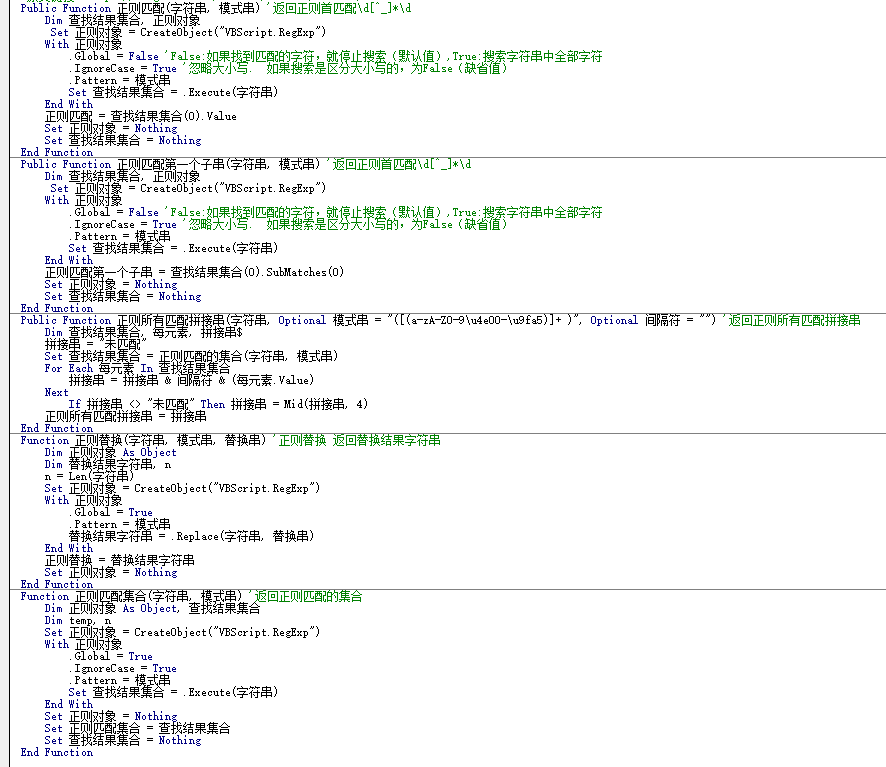 Public Function 正则匹配(字符串, 模式串) '返回正则首匹配\d[^_]*\d
Dim 查找结果集合, 正则对象
Set 正则对象 = CreateObject("VBScript.RegExp")
With 正则对象
.Global = False 'False:如果找到匹配的字符，就停止搜索（默认值）,True:搜索字符串中全部字符
.IgnoreCase = True '忽略大小写. 如果搜索是区分大小写的，为False（缺省值）
.Pattern = 模式串
Set 查找结果集合 = .Execute(字符串)
End With
正则匹配 = 查找结果集合(0).Value
Set 正则对象 = Nothing
Set 查找结果集合 = Nothing
End Function
Public Function 正则匹配第一个子串(字符串, 模式串) '返回正则首匹配\d[^_]*\d
Dim 查找结果集合, 正则对象
Set 正则对象 = CreateObject("VBScript.RegExp")
With 正则对象
.Global = False 'False:如果找到匹配的字符，就停止搜索（默认值）,True:搜索字符串中全部字符
.IgnoreCase = True '忽略大小写. 如果搜索是区分大小写的，为False（缺省值）
.Pattern = 模式串
Set 查找结果集合 = .Execute(字符串)
End With
正则匹配第一个子串 = 查找结果集合(0).SubMatches(0)
Set 正则对象 = Nothing
Set 查找结果集合 = Nothing
End Function
Public Function 正则所有匹配拼接串(字符串, Optional 模式串 = "([(a-zA-Z0-9\u4e00-\u9fa5)]+ )", Optional 间隔符 = "") '返回正则所有匹配拼接串
Dim 查找结果集合, 每元素, 拼接串$
拼接串 = "未匹配"
Set 查找结果集合 = 正则匹配的集合(字符串, 模式串)
For Each 每元素 In 查找结果集合
拼接串 = 拼接串 & 间隔符 & (每元素.Value)
Next
If 拼接串 <> "未匹配" Then 拼接串 = Mid(拼接串, 4)
正则所有匹配拼接串 = 拼接串
End Function
Function 正则替换(字符串, 模式串, 替换串) '正则替换 返回替换结果字符串
Dim 正则对象 As Object
Dim 替换结果字符串, n
n = Len(字符串)
Set 正则对象 = CreateObject("VBScript.RegExp")
With 正则对象
.Global = True
.Pattern = 模式串
替换结果字符串 = .Replace(字符串, 替换串)
End With
正则替换 = 替换结果字符串
Set 正则对象 = Nothing
End Function
Function 正则匹配集合(字符串, 模式串) '返回正则匹配的集合
Dim 正则对象 As Object, 查找结果集合
Dim temp, n
Set 正则对象 = CreateObject("VBScript.RegExp")
With 正则对象
.Global = True
.IgnoreCase = True
.Pattern = 模式串
Set 查找结果集合 = .Execute(字符串)
End With
Set 正则对象 = Nothing
Set 正则匹配集合 = 查找结果集合
Set 查找结果集合 = Nothing
End Function